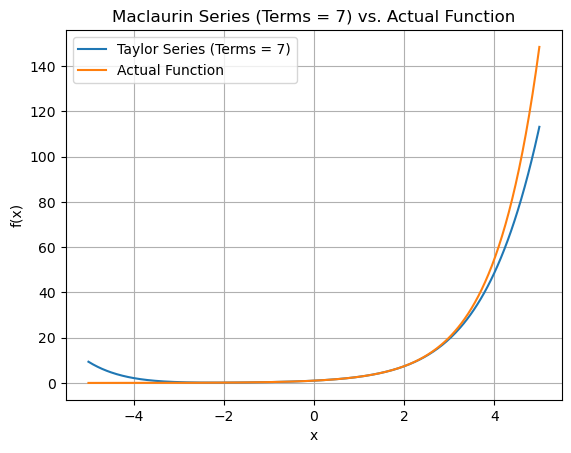 Maclaurin Series (Terms = 7) vs. Actual Function
Taylor Series (Terms = 7)
Actual Function
140
120
100
80
60
40
20
0
f(x)
−4
−2
0
2
4
x